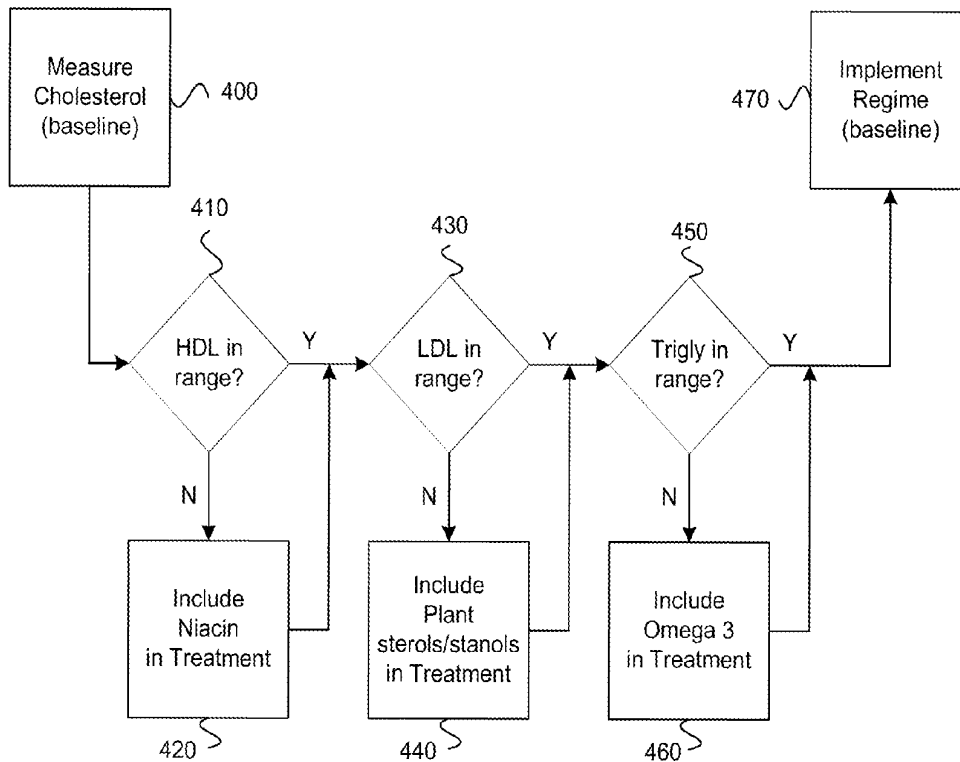 Measure
Cholesterol
(baseline)
400
Implement
Regime
(baseline)
470
410
430
450
HDL in
range?
Y
LDL in
range?
Y
Trigly in
range?
Y
N
N
N
Include
Niacin
in Treatment
Include
Plant
sterols/stanols
in Treatment
Include
Omega 3
in Treatment
420
440
460